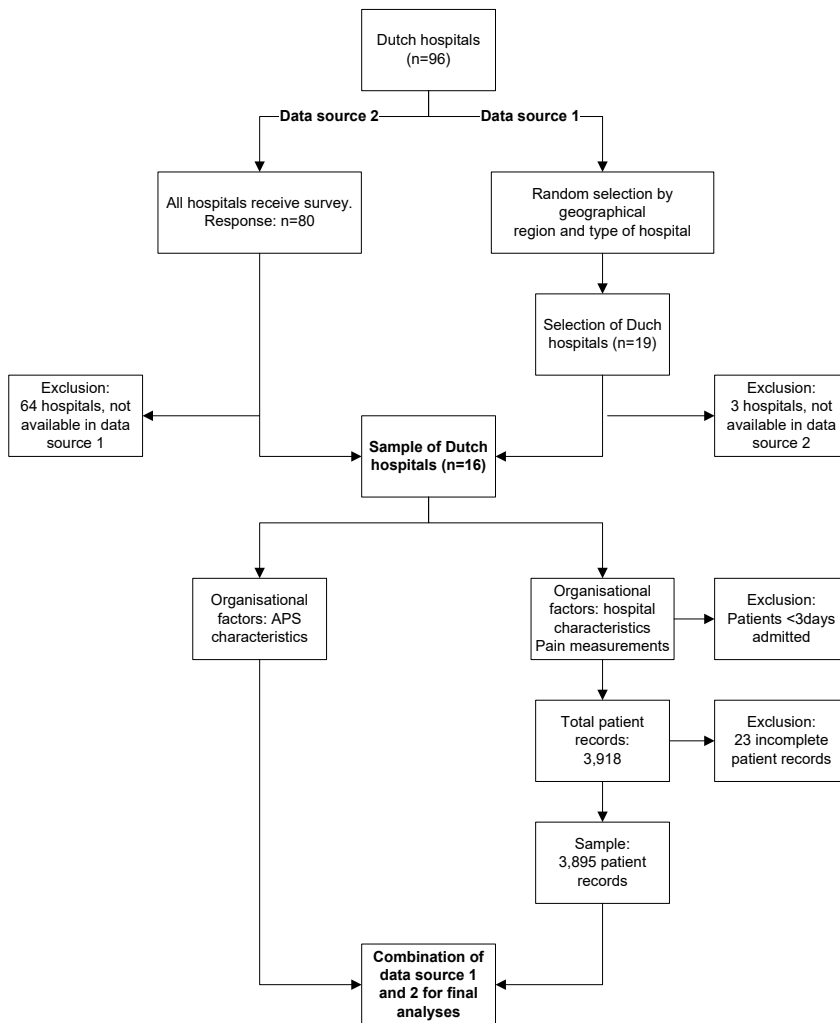 Dutch hospitals
(n=96)
Data source 2
Data source 1
All hospitals receive survey.
Response: n=80
Random selection by
geographical
region and type of hospital
Selection of Duch
hospitals (n=19)
Exclusion:
64 hospitals, not
available in data
source 1
Exclusion:
3 hospitals, not
available in data
source 2
Sample of Dutch
hospitals (n=16)
Organisational
factors: APS
characteristics
Organisational
factors: hospital
characteristics
Pain measurements
Exclusion:
Patients <3days
admitted
Total patient
records:
3,918
Exclusion:
23 incomplete
patient records
Sample:
3,895 patient
records
Combination of
data source 1
and 2 for final
analyses